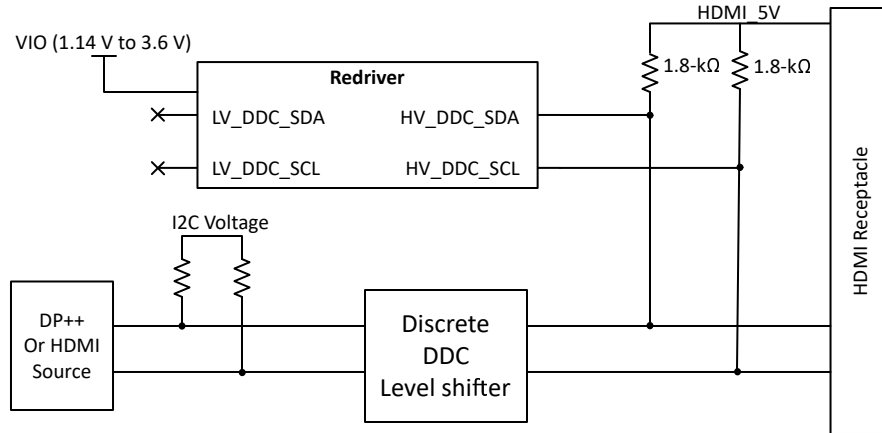 HDMI_5V
VIO (1.14 V to 3.6 V)
1.8-kΩ
1.8-kΩ
Redriver
LV_DDC_SDA
HV_DDC_SDA
LV_DDC_SCL
HV_DDC_SCL
I2C Voltage
HDMI Receptacle
DP++
Or HDMI
Source
Discrete
DDC
Level shifter